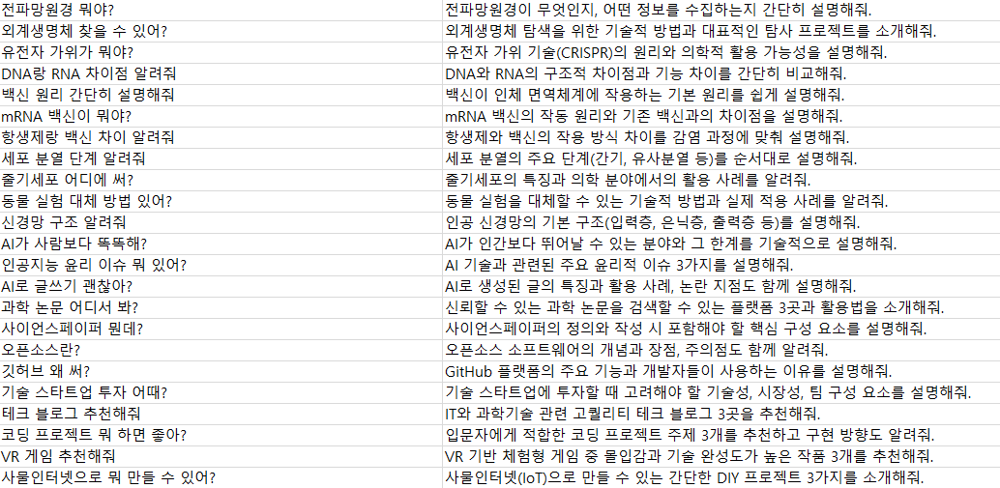 전파망원경 뭐야? 전파망원경이 무엇인지, 어떤 정보를 수집하는지 간단히 설명해줘.
외계생명체 찾을 수 있어? 외계생명체 탐색을 위한 기술적 방법과 대표적인 탐사 프로젝트를 소개해줘.
유전자 가위가 뭐야? 유전자 가위 기술(CRISPR)의 원리와 의학적 활용 가능성을 설명해줘.
DNA랑 RNA 차이점 알려줘 DNA와 RNA의 구조적 차이점과 기능 차이를 간단히 비교해줘.
백신 원리 간단히 설명해줘 백신이 인체 면역체계에 작용하는 기본 원리를 쉽게 설명해줘.
mRNA 백신이 뭐야? mRNA 백신의 작동 원리와 기존 백신과의 차이점을 설명해줘.
항생제랑 백신 차이 알려줘 항생제와 백신의 작용 방식 차이를 감염 과정에 맞춰 설명해줘.
세포 분열 단계 알려줘 세포 분열의 주요 단계(간기, 유사분열 등)를 순서대로 설명해줘.
줄기세포 어디에 써? 줄기세포의 특징과 의학 분야에서의 활용 사례를 알려줘.
동물 실험 대체 방법 있어? 동물 실험을 대체할 수 있는 기술적 방법과 실제 적용 사례를 알려줘.
신경망 구조 알려줘 인공 신경망의 기본 구조(입력층, 은닉층, 출력층 등)를 설명해줘.
AI가 사람보다 똑똑해? AI가 인간보다 뛰어날 수 있는 분야와 그 한계를 기술적으로 설명해줘.
인공지능 윤리 이슈 뭐 있어? AI 기술과 관련된 주요 윤리적 이슈 3가지를 설명해줘.
AI로 글쓰기 괜찮아? AI로 생성된 글의 특징과 활용 사례, 논란 지점도 함께 설명해줘.
과학 논문 어디서 봐? 신뢰할 수 있는 과학 논문을 검색할 수 있는 플랫폼 3곳과 활용법을 소개해줘.
사이언스페이퍼 뭔데? 사이언스페이퍼의 정의와 작성 시 포함해야 할 핵심 구성 요소를 설명해줘.
오픈소스란? 오픈소스 소프트웨어의 개념과 장점, 주의점도 함께 알려줘.
깃허브 왜 써? GitHub 플랫폼의 주요 기능과 개발자들이 사용하는 이유를 설명해줘.
기술 스타트업 투자 어때? 기술 스타트업에 투자할 때 고려해야 할 기술성, 시장성, 팀 구성 요소를 설명해줘.
테크 블로그 추천해줘 IT와 과학기술 관련 고퀄리티 테크 블로그 3곳을 추천해줘.
코딩 프로젝트 뭐 하면 좋아? 입문자에게 적합한 코딩 프로젝트 주제 3개를 추천하고 구현 방향도 알려줘.
VR 게임 추천해줘 VR 기반 체험형 게임 중 몰입감과 기술 완성도가 높은 작품 3개를 추천해줘.
사물인터넷으로 뭐 만들 수 있어? 사물인터넷(IoT)으로 만들 수 있는 간단한 DIY 프로젝트 3가지를 소개해줘.